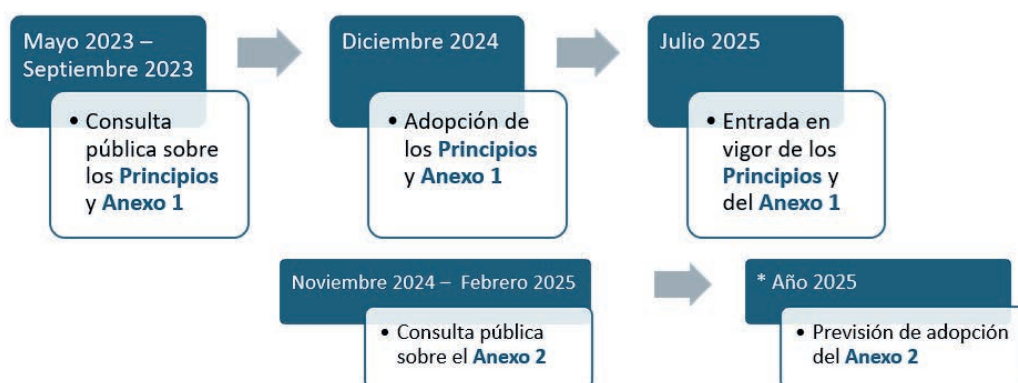 Mayo 2023 –
Septiembre 2023
• Consulta
pública sobre
los Principios
y Anexo 1
Diciembre 2024
• Adopción de
los Principios
y Anexo 1
Julio 2025
• Entrada en
vigor de los
Principios y
del Anexo 1
Noviembre 2024 – Febrero 2025
• Consulta pública
sobre el Anexo 2
* Año 2025
• Previsión de adopción
del Anexo 2